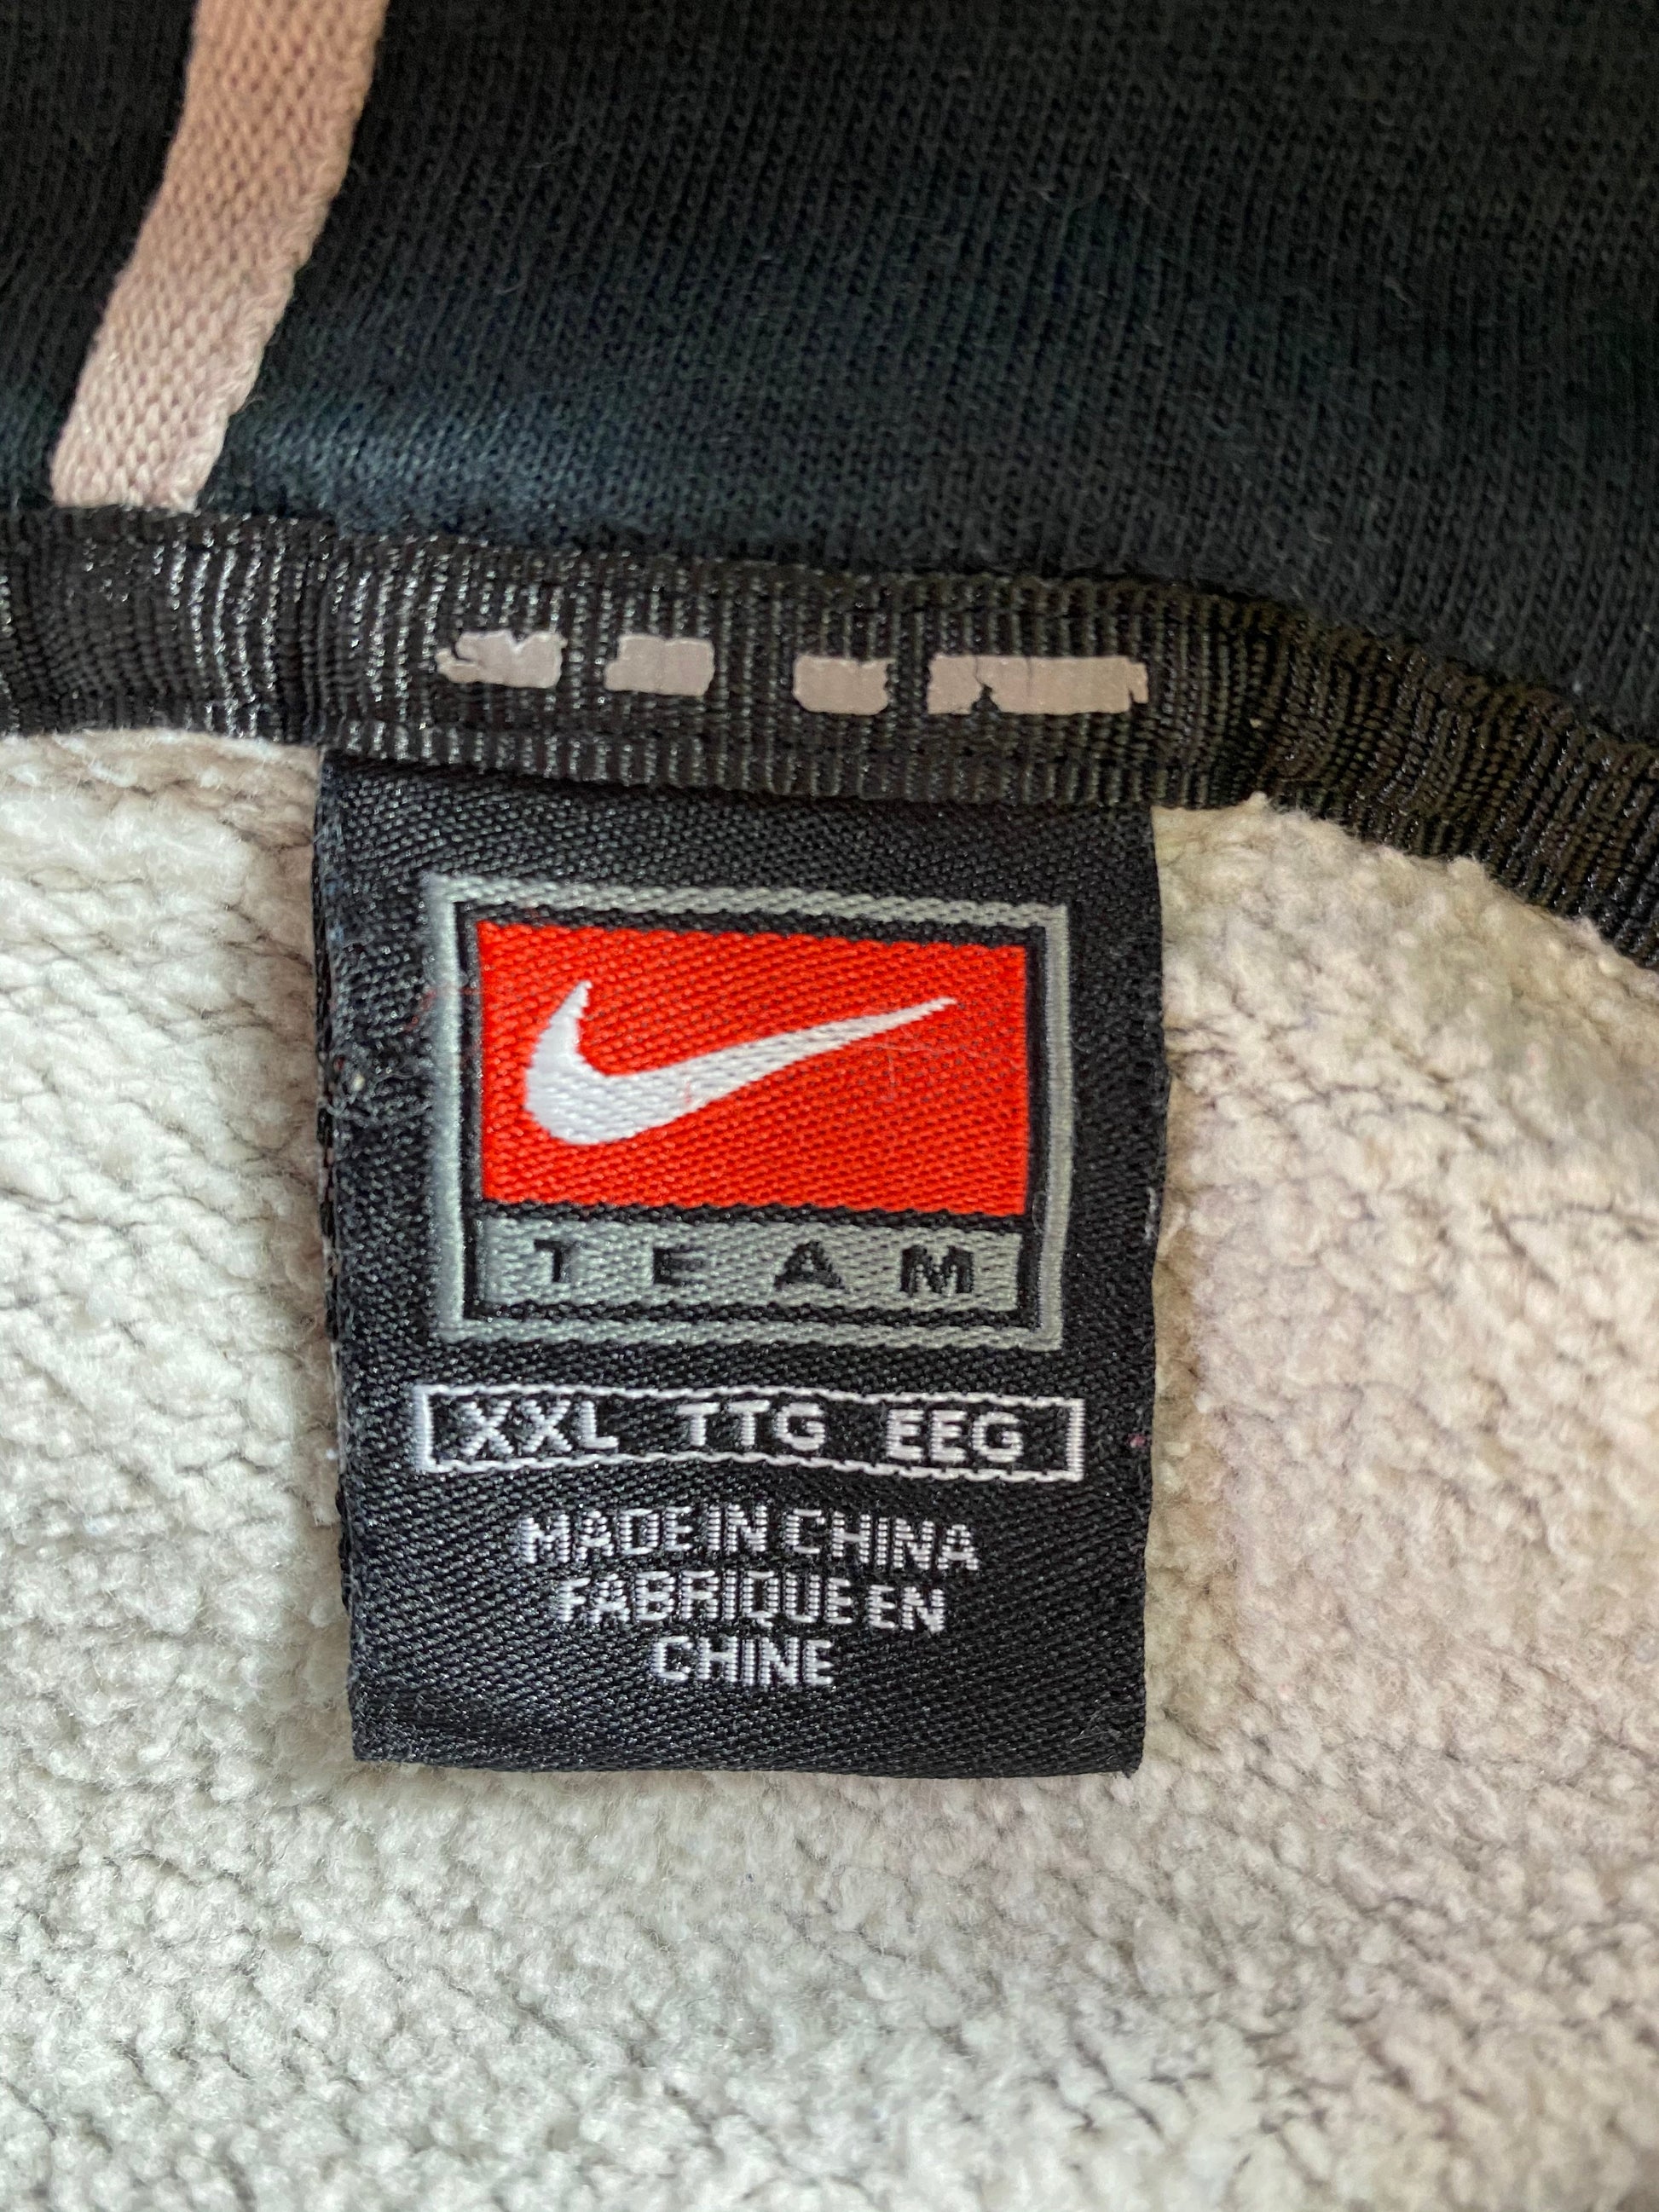 TEAM
XXL TTG EEG
MADE IN CHINA
FABRIQUE EN
CHINE